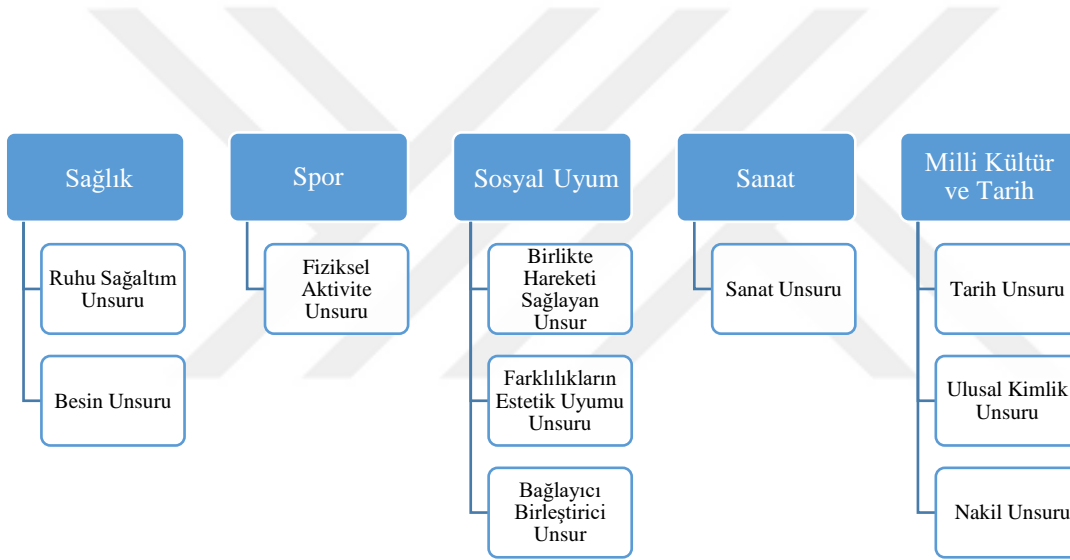 Sağlık
Ruhu Sağaltım
Unsuru
Besin Unsuru
Spor
Fiziksel
Aktivite
Unsuru
Sosyal Uyum
Birlikte
Hareketi
Sağlayan
Unsur
Farklılıkların
Estetik Uyumu
Unsuru
Bağlayıcı
Birleştirici
Unsur
Sanat
Sanat Unsuru
Milli Kültür
ve Tarih
Tarih Unsuru
Ulusal Kimlik
Unsuru
Nakil Unsuru